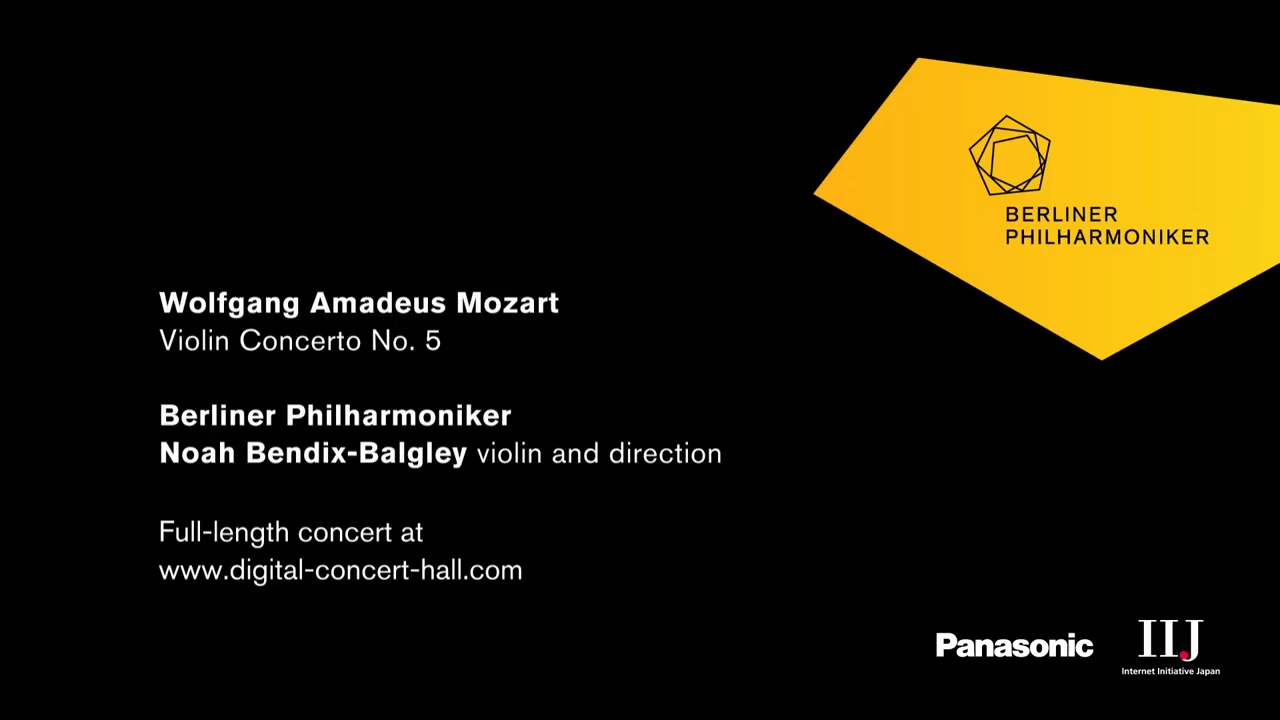 BERLINER
PHILHARMONIKER
Wolfgang Amadeus Mozart
Violin Concerto No. 5
Berliner Philharmoniker
Noah Bendix-Balgley violin and direction
Full-length concert at
www.digital-concert-hall.com
Panasonic
IIJ
Internet Initiative Japan